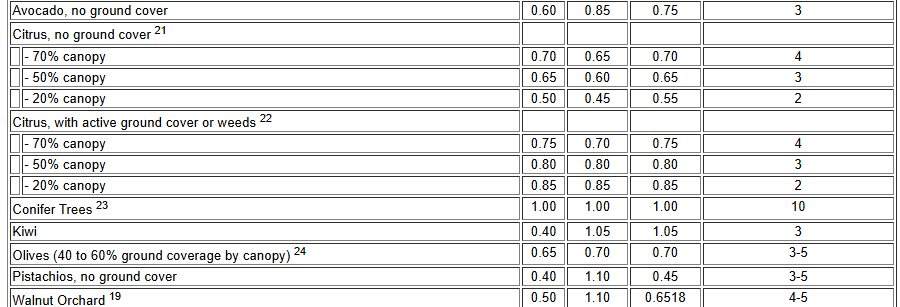 Avocado, no ground cover 0.60 0.85 0.75 3
Citrus, no ground cover 21
- 70% canopy 0.70 0.65 0.70 4
- 50% canopy 0.65 0.60 0.65 3
- 20% canopy 0.50 0.45 0.55 2
Citrus, with active ground cover or weeds 22
- 70% canopy 0.75 0.70 0.75 4
- 50% canopy 0.80 0.80 0.80 3
- 20% canopy 0.85 0.85 0.85 2
Conifer Trees 23 1.00 1.00 1.00 10
Kiwi 0.40 1.05 1.05 3
Olives (40 to 60% ground coverage by canopy) 24 0.65 0.70 0.70 3-5
Pistachios, no ground cover 0.40 1.10 0.45 3-5
Walnut Orchard 19 0.50 1.10 0.6518 4-5